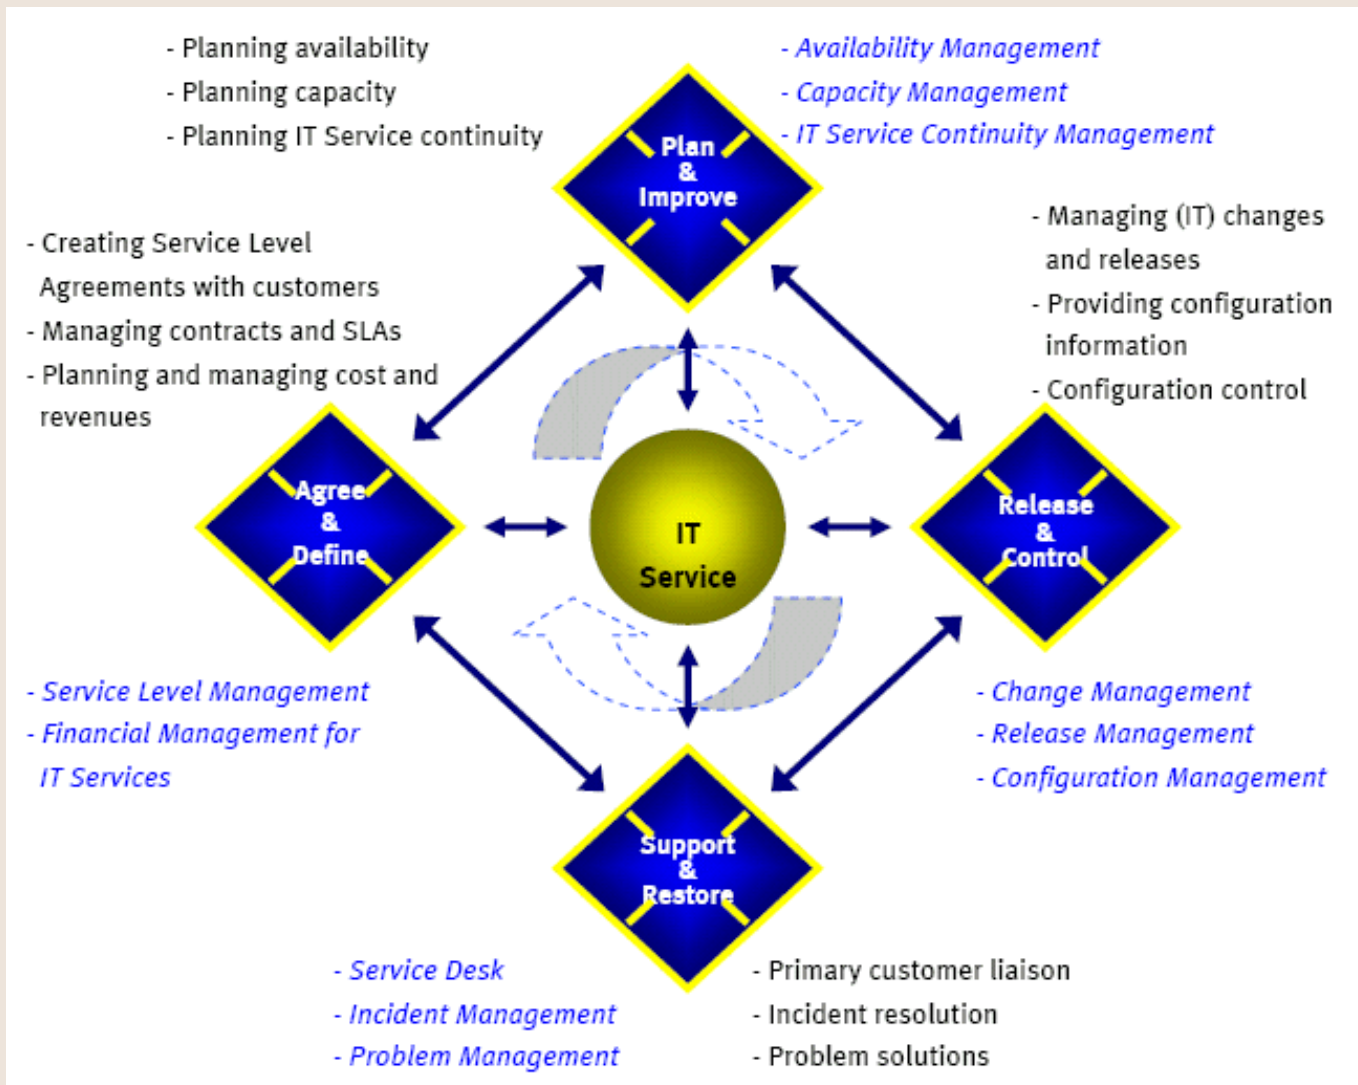 - Planning availability
- Planning capacity
- Planning IT Service continuity
- Availability Management
- Capacity Management
- IT Service Continuity Management
Plan
&
Improve
- Creating Service Level
Agreements with customers
- Managing contracts and SLAs
- Planning and managing cost and
revenues
- Managing (IT) changes
and releases
- Providing configuration
information
- Configuration control
Agree
&
Define
IT
Service
Release
&
Control
- Service Level Management
- Financial Management for
IT Services
- Change Management
- Release Management
- Configuration Management
Support
&
Restore
- Service Desk
- Incident Management
- Problem Management
- Primary customer liaison
- Incident resolution
- Problem solutions